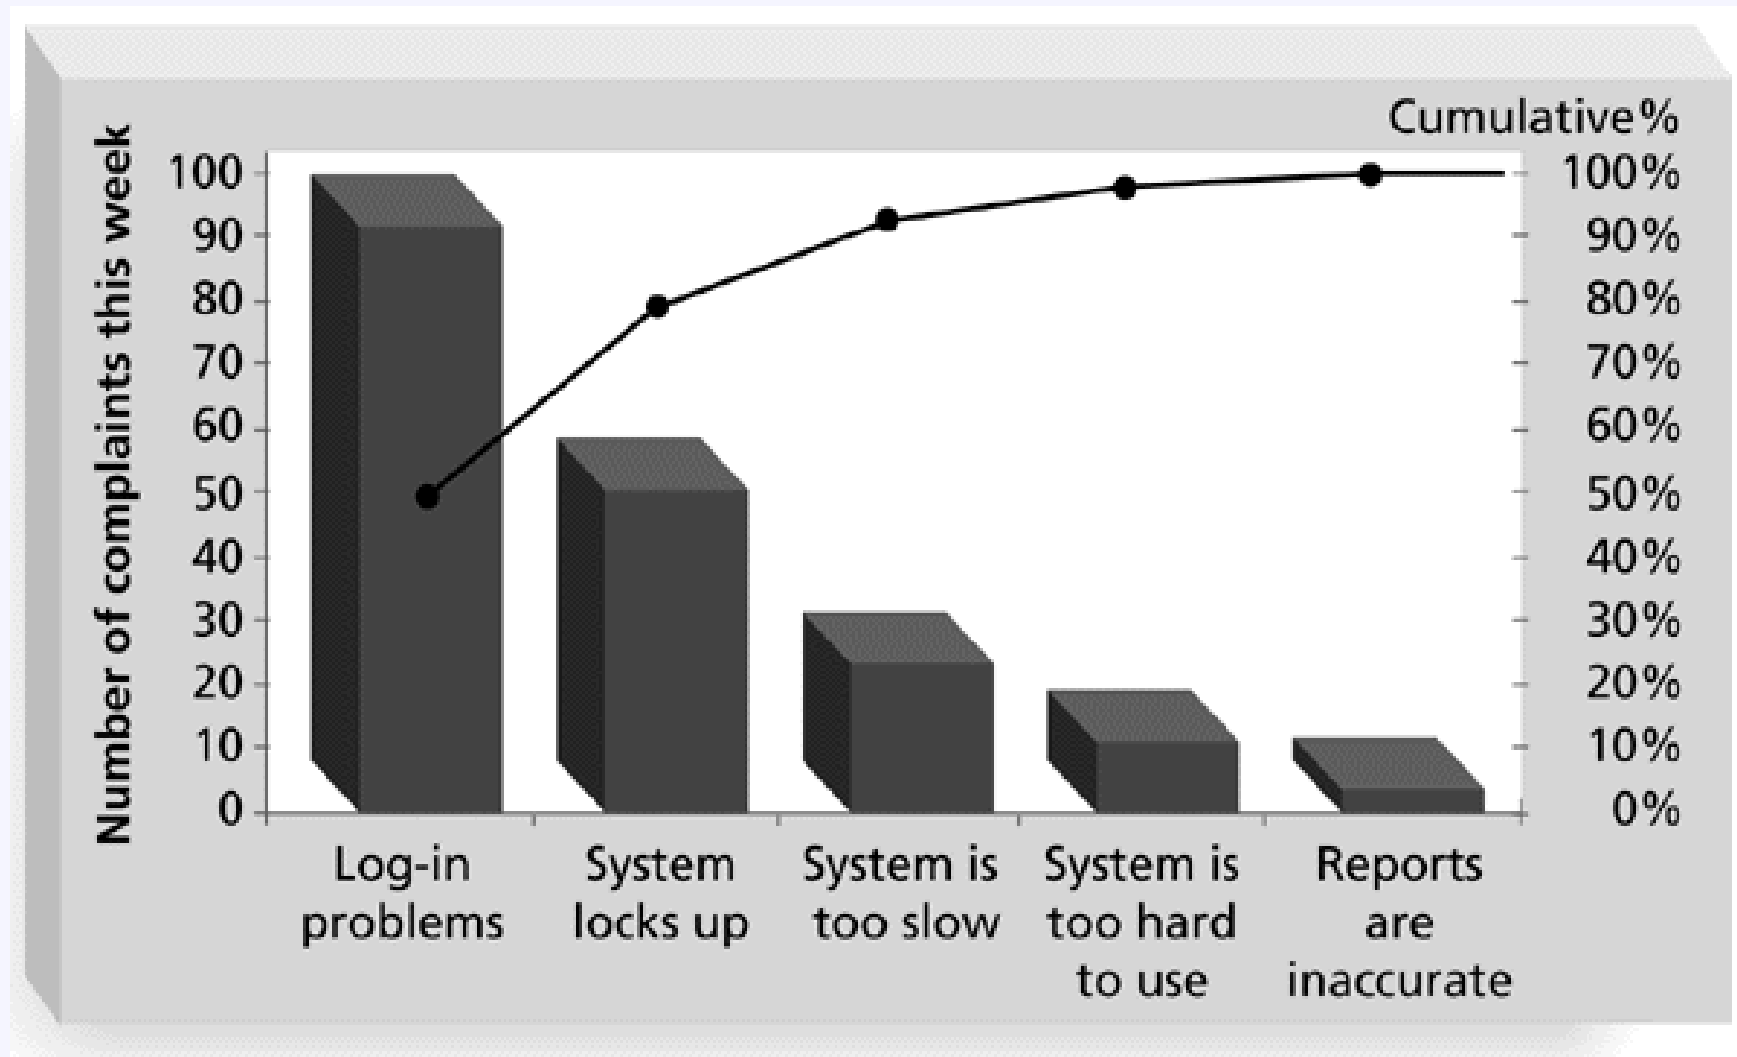 Cumulative%
Number of complaints this week
100
90
80
70
60
50
40
30
20
10
0
100%
90%
80%
70%
60%
50%
40%
30%
20%
10%
0%
Log-in
problems
System
locks up
System is
too slow
System is
too hard
to use
Reports
are
inaccurate